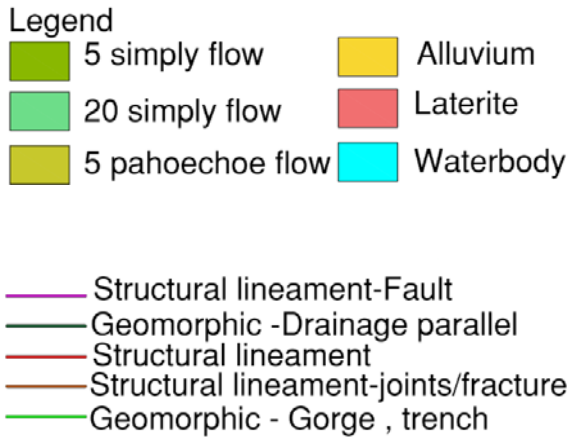 Legend
5 simply flow
20 simply flow
5 pahoechoe flow
Alluvium
Laterite
Waterbody
Structural lineament-Fault
Geomorphic -Drainage parallel
Structural lineament
Structural lineament-joints/fracture
Geomorphic - Gorge , trench